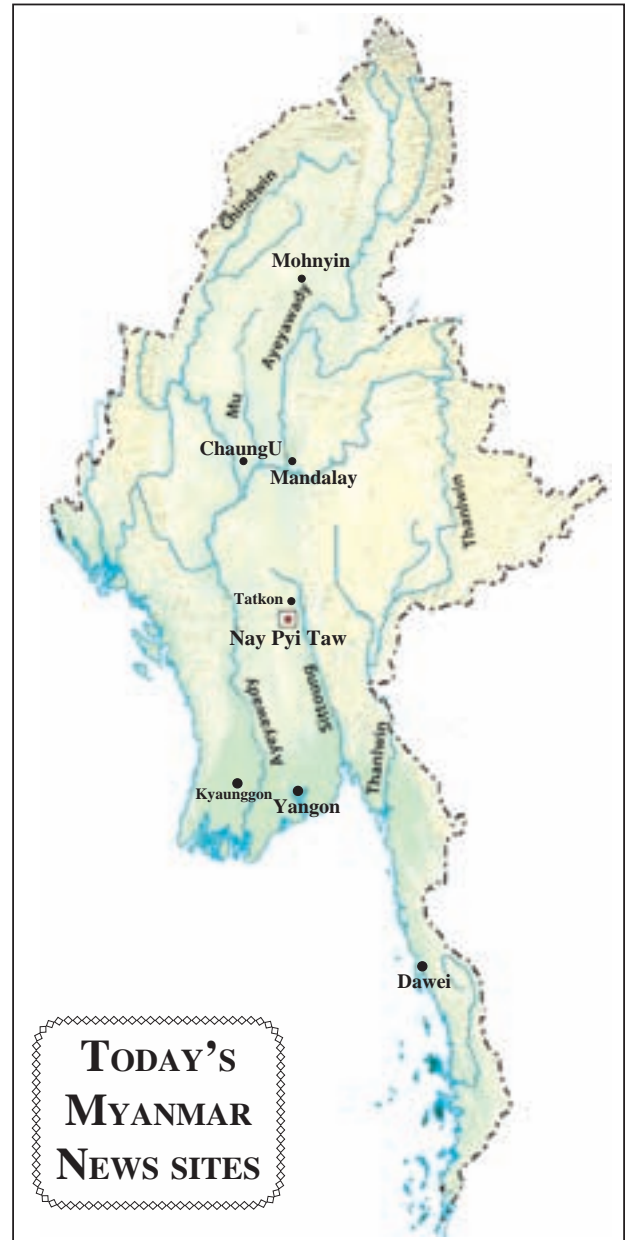 Chindwin
Mohnyin
Ayeyawady
Mu
ChaungU
Mandalay
Thanlwin
Tatkon
Nay Pyi Taw
Sittoung
Ayeyawady
Thanlwin
Kyaunggon
Yangon
Dawei
TODAY'S
MYANMAR
NEWS SITES